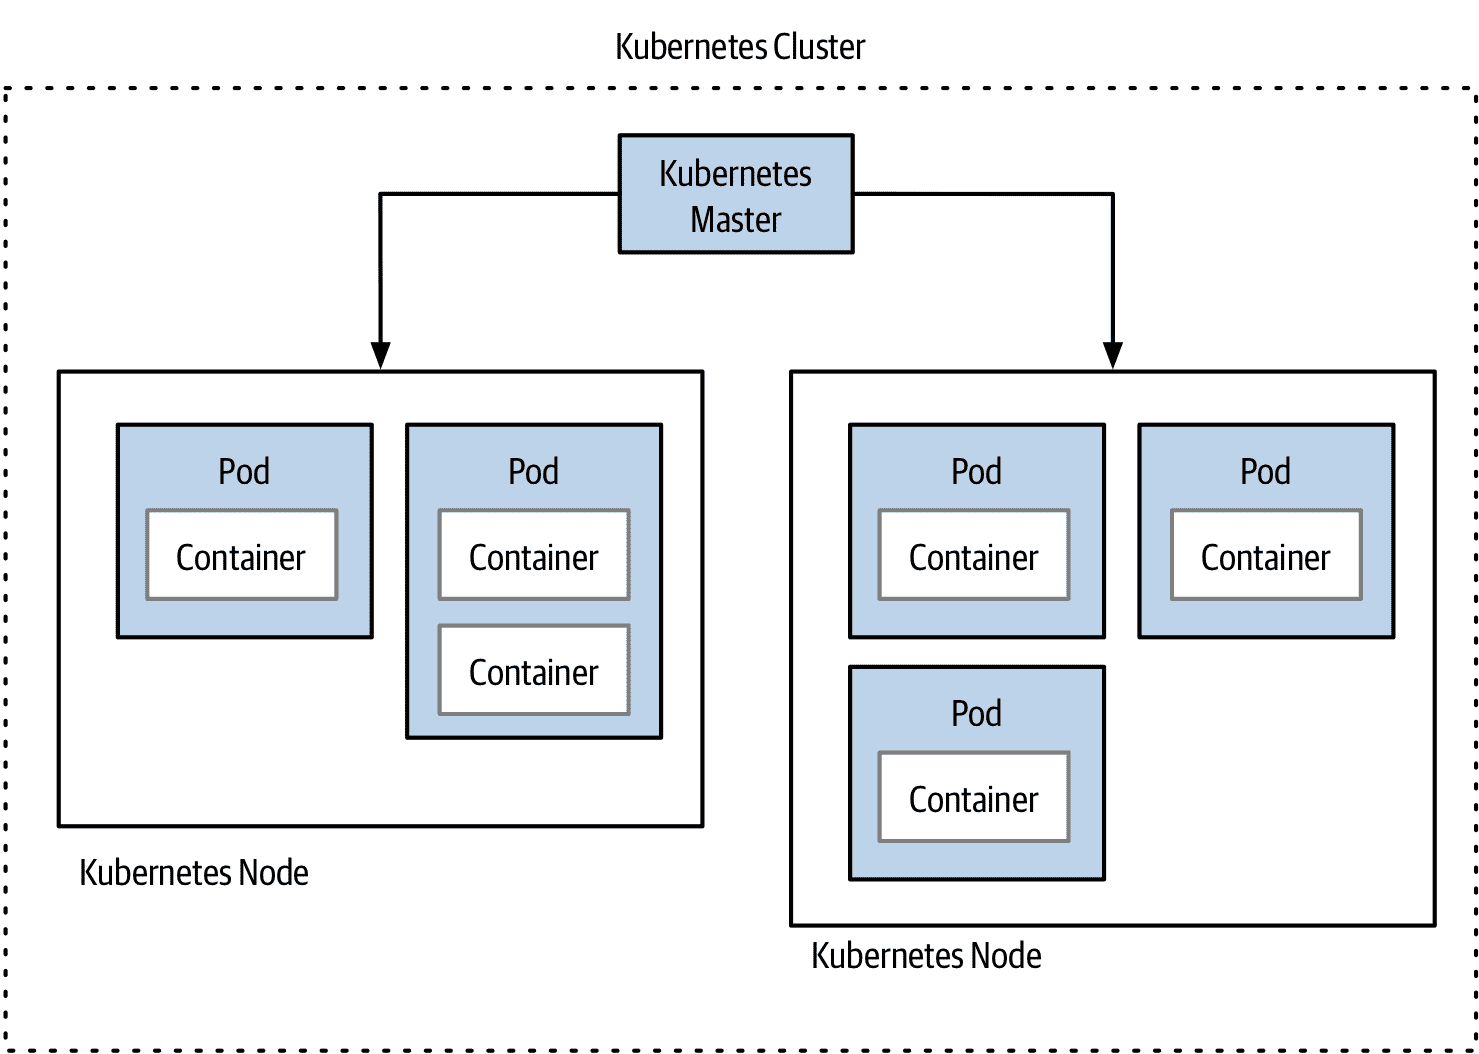 Kubernetes Cluster
Kubernetes
Master
Pod
Container
Pod
Container
Container
Kubernetes Node
Pod
Container
Pod
Container
Pod
Container
Kubernetes Node